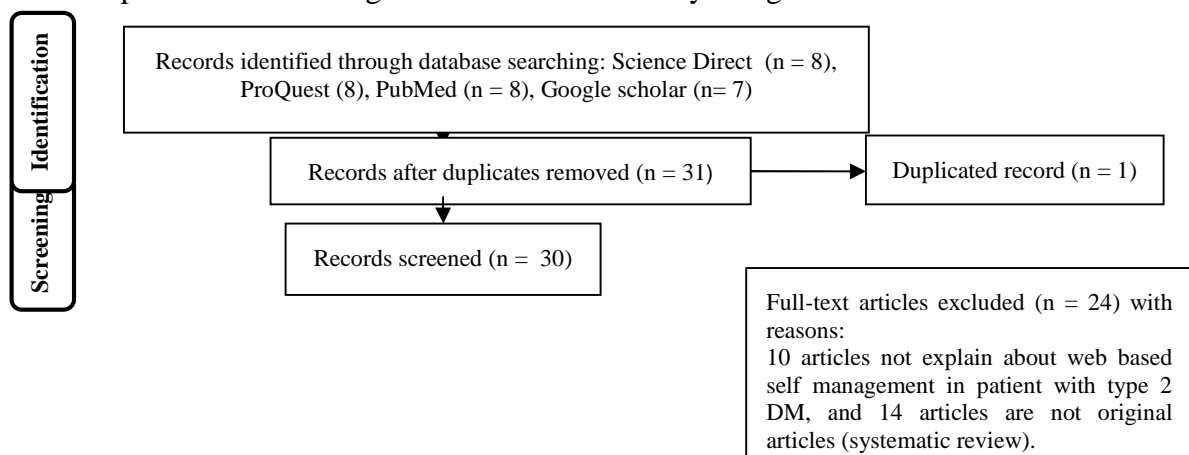 Identification
Records identified through database searching: Science Direct (n = 8),
ProQuest (8), PubMed (n = 8), Google scholar (n= 7)
Records after duplicates removed (n = 31)
Duplicated record (n = 1)
Screening
Records screened (n = 30)
Full-text articles excluded (n = 24) with
reasons:
10 articles not explain about web based
self management in patient with type 2
DM, and 14 articles are not original
articles (systematic review).